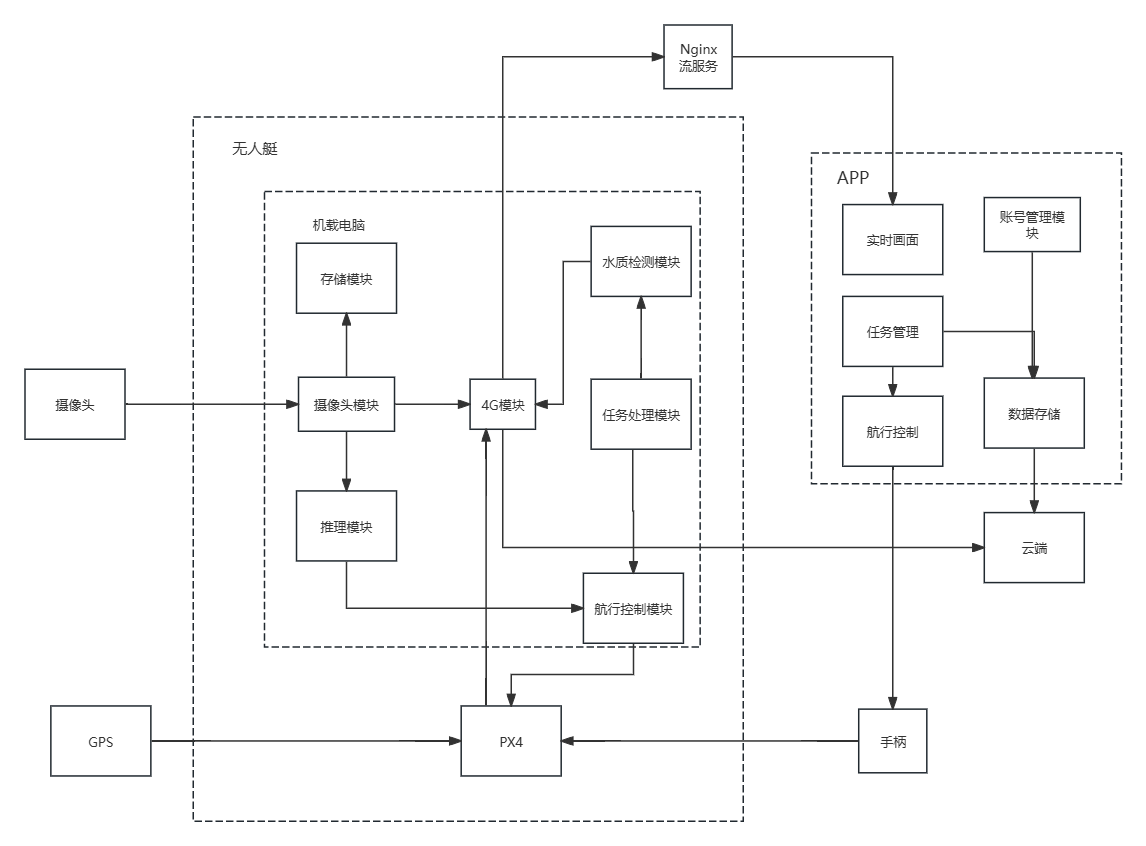 Nginx
流服务
无人艇
APP
机载电脑
实时画面
账号管理模
块
存储模块
水质检测模块
任务管理
摄像头
摄像头模块
4G模块
任务处理模块
航行控制
数据存储
推理模块
云端
航行控制模块
GPS
PX4
手柄